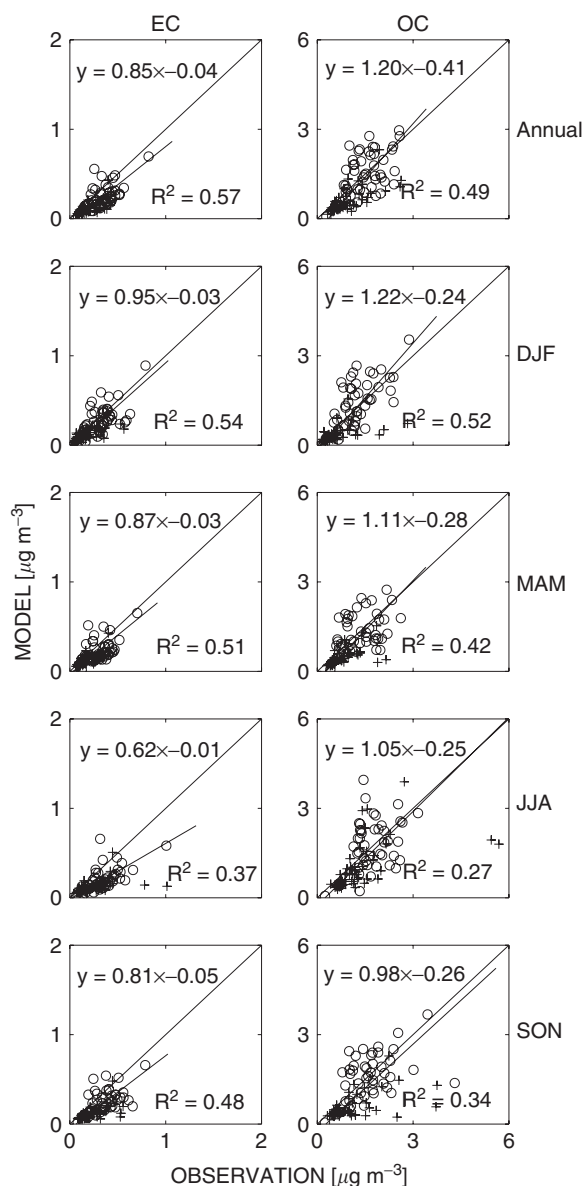 EC OC
2 6
y = 0.85×−0.04 y = 1.20×−0.41
1 3 Annual
R² = 0.57 R² = 0.49
0 0
2 6
y = 0.95×−0.03 y = 1.22×−0.24
1 3 DJF
R² = 0.54 R² = 0.52
0 0
2 6
y = 0.87×−0.03 y = 1.11×−0.28
MODEL [μg m⁻³]
1 3 MAM
R² = 0.51 R² = 0.42
0 0
2 6
y = 0.62×−0.01 y = 1.05×−0.25
1 3 JJA
R² = 0.37 R² = 0.27
0 0
2 6
y = 0.81×−0.05 y = 0.98×−0.26
1 3 SON
R² = 0.48 R² = 0.34
0 0
0 1 2 0 3 6
OBSERVATION [μg m⁻³]